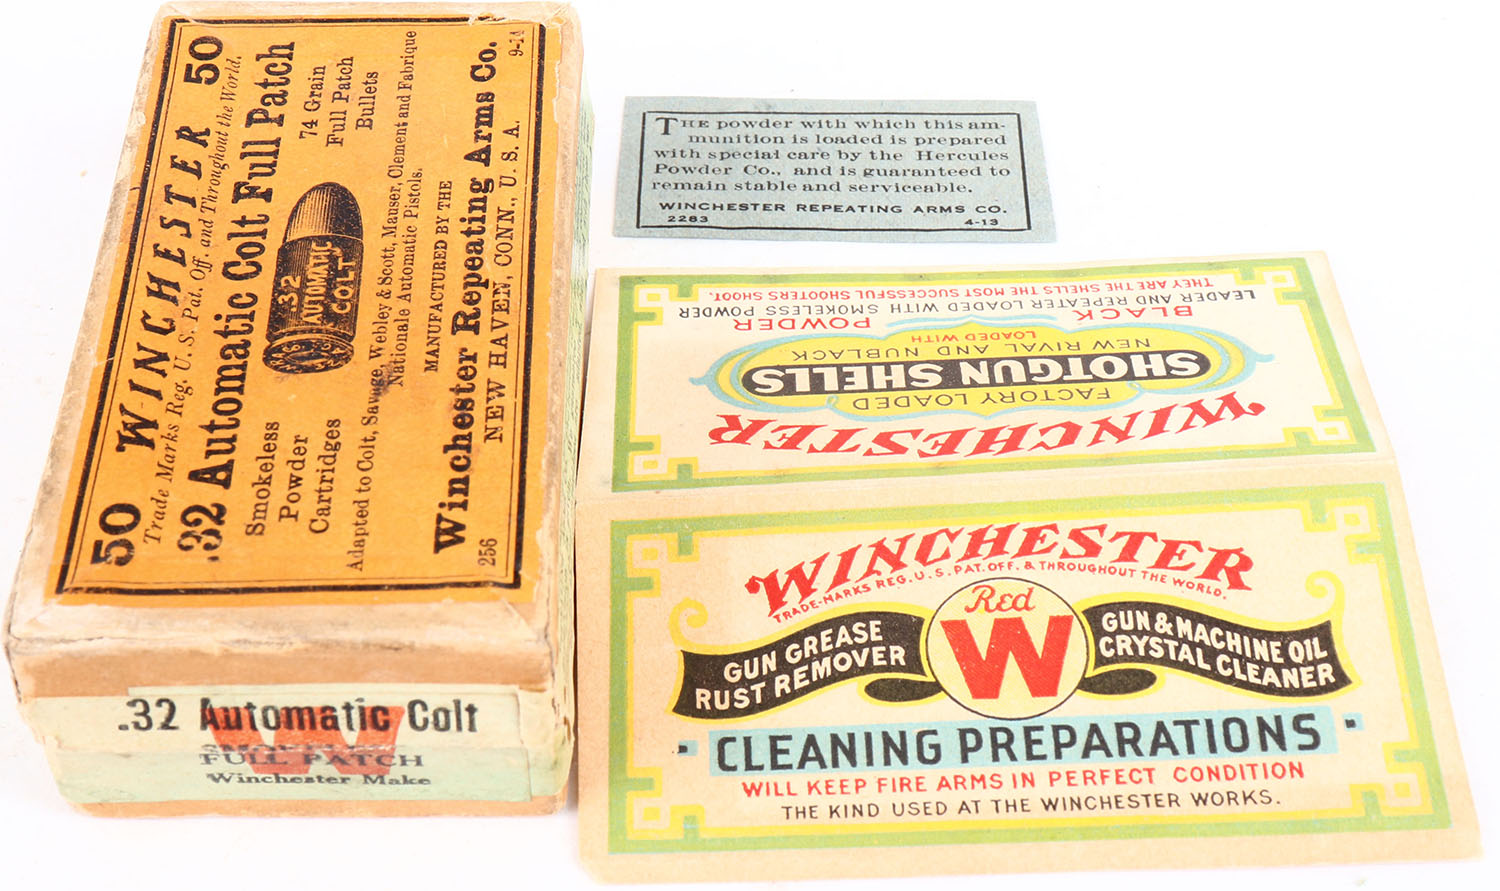 50 WINCHESTER 50
Trade Marks Reg. U. S. Pat. Off. and Throughout the World.
.32 Automatic Colt Full Patch
Smokeless
Powder
Cartridges
.32
AUTOMATIC
COLT
74 Grain
Full Patch
Bullets
Adapted to Colt, Savage, Webley & Scott, Mauser, Clement and Fabrique
Nationale Automatic Pistols.
MANUFACTURED BY THE
Winchester Repeating Arms Co.
NEW HAVEN, CONN., U. S. A.
256 9-14
.32 Automatic Colt
W
FULL PATCH
Winchester Make
THE powder with which this am-
munition is loaded is prepared
with special care by the Hercules
Powder Co., and is guaranteed to
remain stable and serviceable.
WINCHESTER REPEATING ARMS CO.
2283 4-13
WINCHESTER
FACTORY LOADED
SHOTGUN SHELLS
NEW RIVAL AND NUBLACK
LOADED WITH
BLACK POWDER
LEADER AND REPEATER LOADED WITH SMOKELESS POWDER
THEY ARE THE SHELLS THE MOST SUCCESSFUL SHOOTERS SHOOT.
WINCHESTER
TRADE-MARKS REG. U. S. PAT. OFF. & THROUGHOUT THE WORLD.
GUN GREASE
RUST REMOVER
Red
W
GUN & MACHINE OIL
CRYSTAL CLEANER
· CLEANING PREPARATIONS ·
WILL KEEP FIRE ARMS IN PERFECT CONDITION
THE KIND USED AT THE WINCHESTER WORKS.